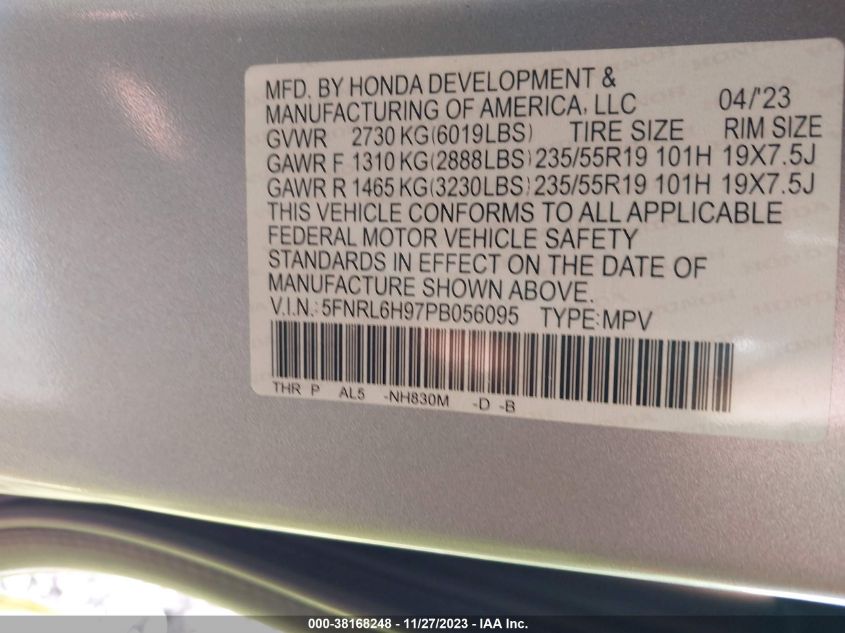 MFD. BY HONDA DEVELOPMENT &
MANUFACTURING OF AMERICA, LLC 04/'23
GVWR 2730 KG(6019LBS) TIRE SIZE RIM SIZE
GAWR F 1310 KG(2888LBS) 235/55R19 101H 19X7.5J
GAWR R 1465 KG(3230LBS) 235/55R19 101H 19X7.5J
THIS VEHICLE CONFORMS TO ALL APPLICABLE
FEDERAL MOTOR VEHICLE SAFETY
STANDARDS IN EFFECT ON THE DATE OF
MANUFACTURE SHOWN ABOVE.
V.I.N.: 5FNRL6H97PB056095 TYPE:MPV
THR P AL5 -NH830M -D -B
000-38168248 - 11/27/2023 - IAA Inc.